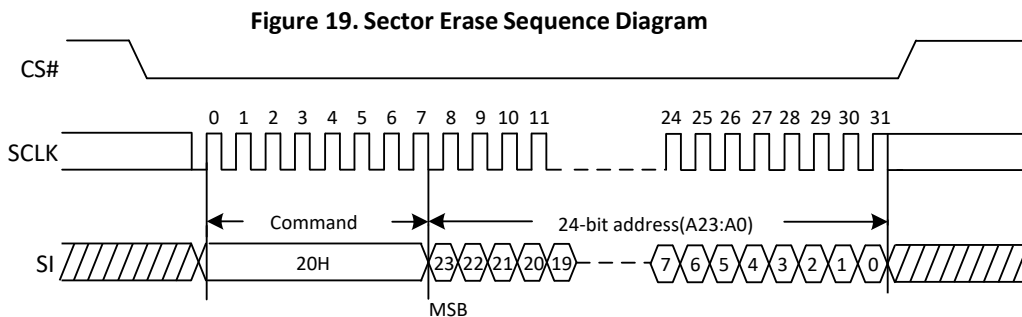 Figure 19. Sector Erase Sequence Diagram
CS#
0 1 2 3 4 5 6 7 8 9 10 11 24 25 26 27 28 29 30 31
SCLK
Command 24-bit address(A23:A0)
SI 20H 23 22 21 20 19 7 6 5 4 3 2 1 0
MSB